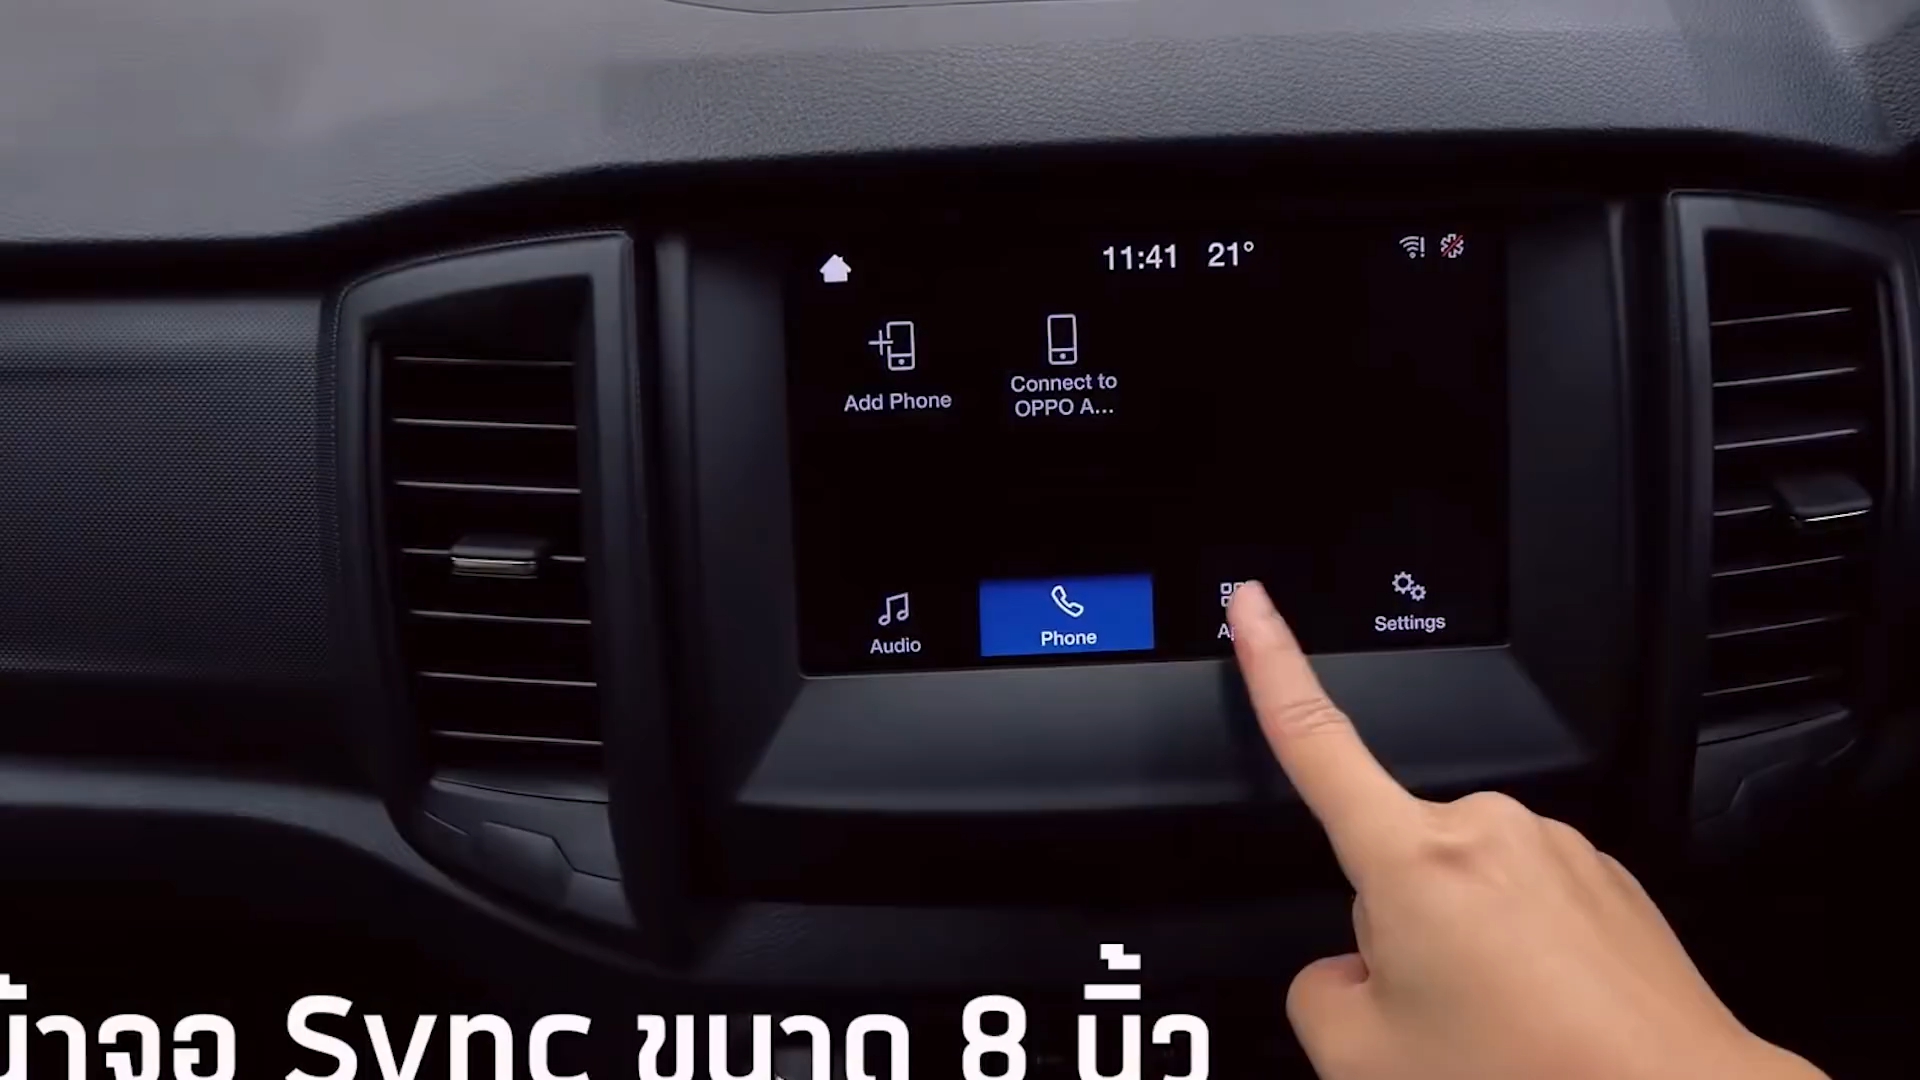 11:41 21°
Add Phone
Connect to
OPPO A...
Audio
Phone
Settings
Sync ขนาด 8 นิ้ว